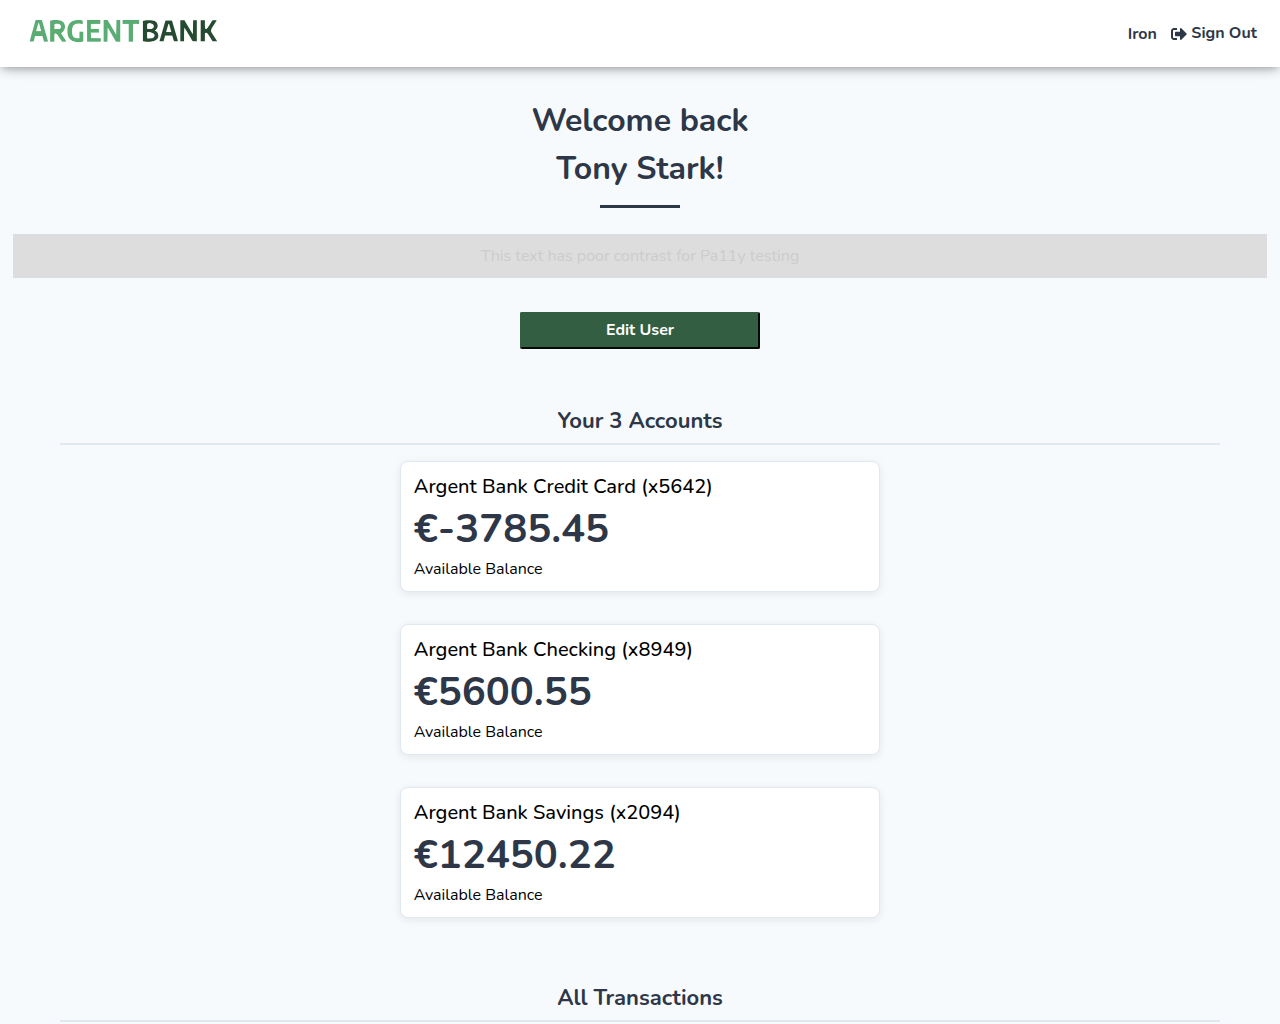 ARGENTBANK
Iron
Sign Out
Welcome back
Tony Stark!
This text has poor contrast for Pa11y testing
Edit User
Your 3 Accounts
Argent Bank Credit Card (x5642)
€-3785.45
Available Balance
Argent Bank Checking (x8949)
€5600.55
Available Balance
Argent Bank Savings (x2094)
€12450.22
Available Balance
All Transactions